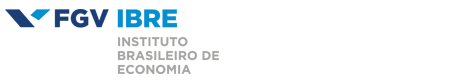 FGV IBRE
INSTITUTO
BRASILEIRO DE
ECONOMIA